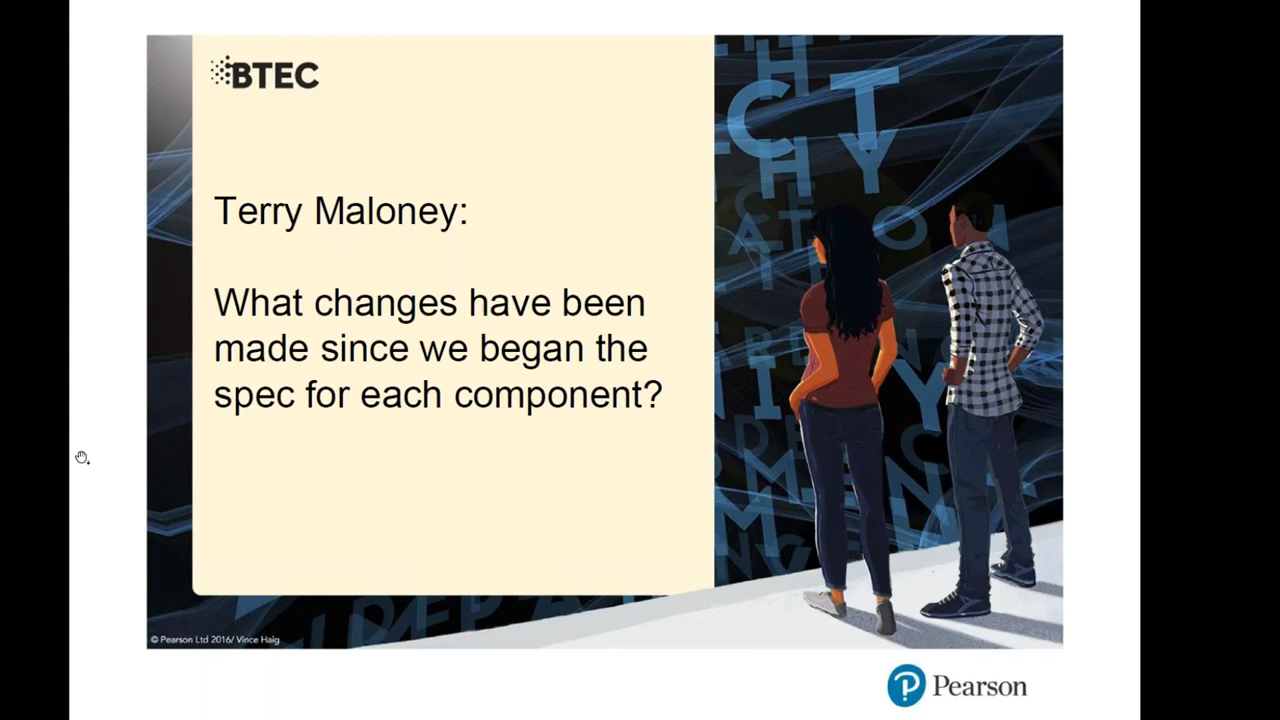 BTEC
Terry Maloney:
What changes have been
made since we began the
spec for each component?
© Pearson Ltd 2016/ Vince Haig
Pearson